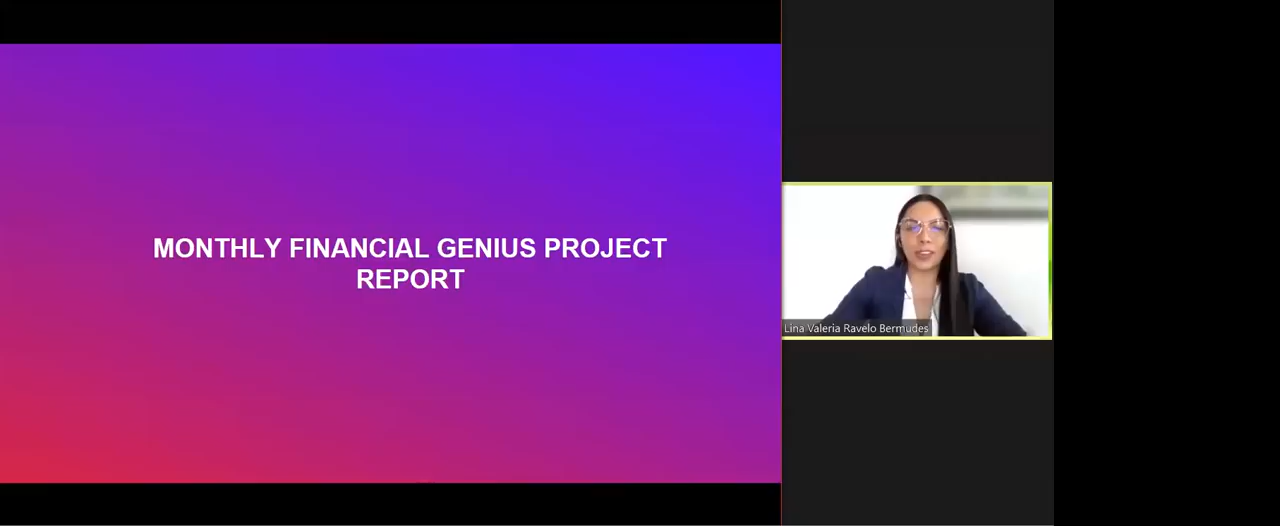 MONTHLY FINANCIAL GENIUS PROJECT
REPORT
Lina Valeria Ravelo Bermudes